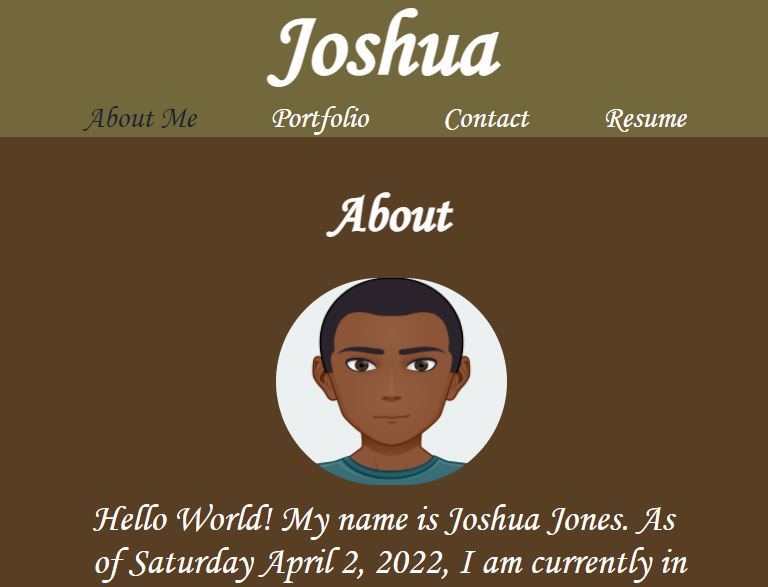 Joshua
About Me Portfolio Contact Resume
About
Hello World! My name is Joshua Jones. As
of Saturday April 2, 2022, I am currently in